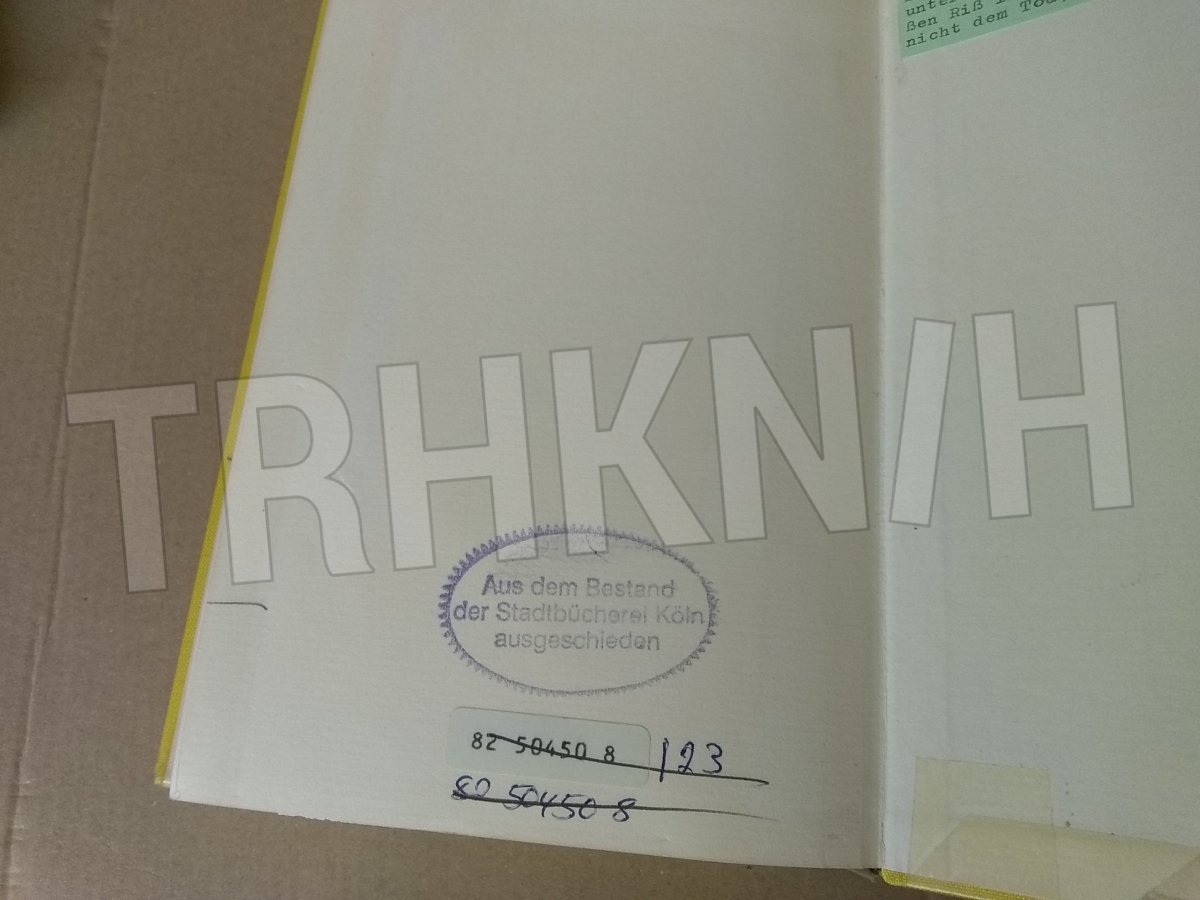 ßen Riß
nicht dem Tod
TRHKN/H
Aus dem Bestand
der Stadtbücherei Köln
ausgeschieden
82 50450 8 123
82 50450 8